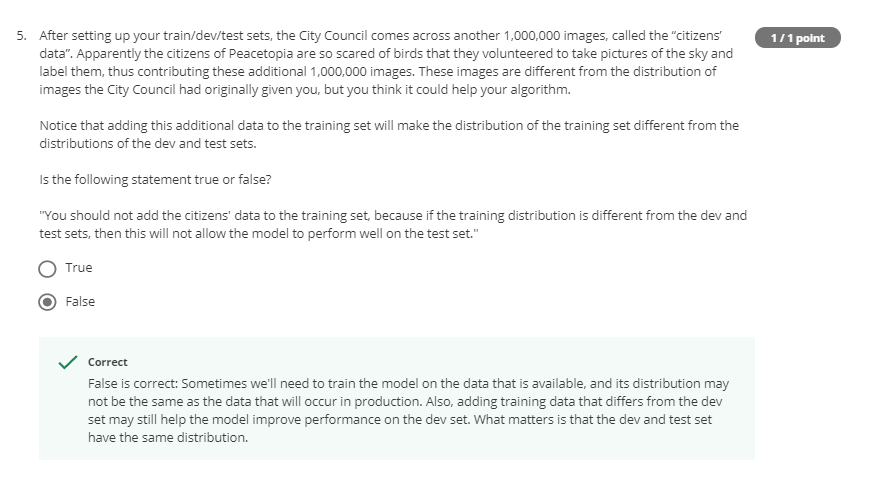 5. After setting up your train/dev/test sets, the City Council comes across another 1,000,000 images, called the “citizens’
1 / 1 point
data”. Apparently the citizens of Peacetopia are so scared of birds that they volunteered to take pictures of the sky and
label them, thus contributing these additional 1,000,000 images. These images are different from the distribution of
images the City Council had originally given you, but you think it could help your algorithm.
Notice that adding this additional data to the training set will make the distribution of the training set different from the
distributions of the dev and test sets.
Is the following statement true or false?
"You should not add the citizens' data to the training set, because if the training distribution is different from the dev and
test sets, then this will not allow the model to perform well on the test set."
True
False
Correct
False is correct: Sometimes we'll need to train the model on the data that is available, and its distribution may
not be the same as the data that will occur in production. Also, adding training data that differs from the dev
set may still help the model improve performance on the dev set. What matters is that the dev and test set
have the same distribution.